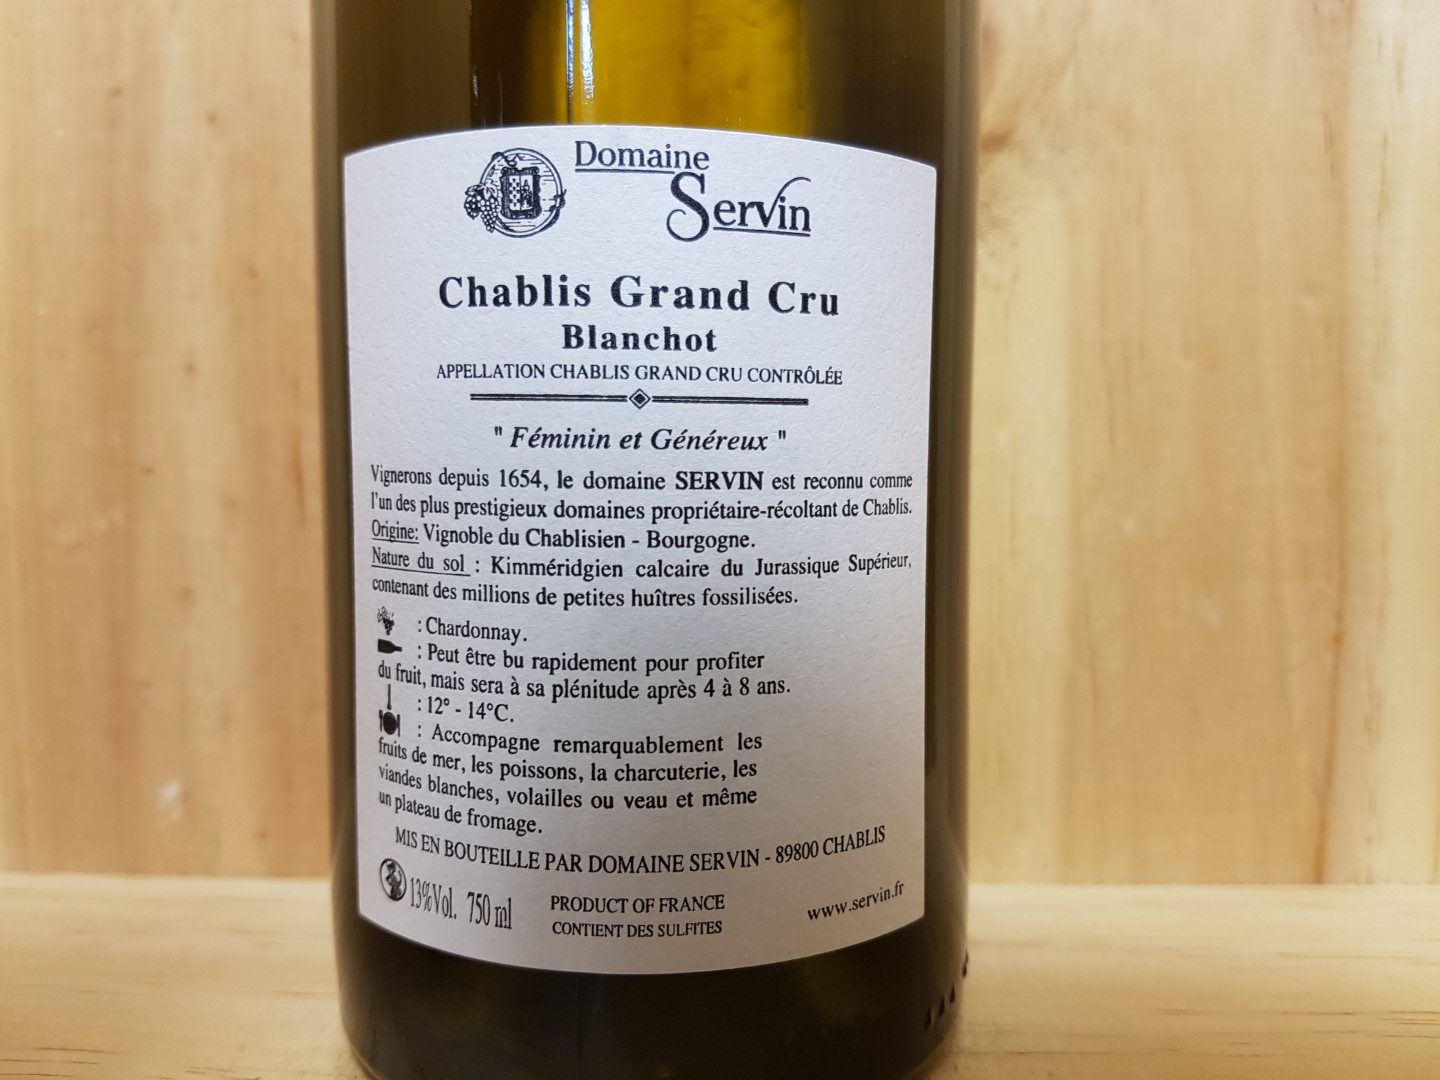 Domaine
Servin
Chablis Grand Cru
Blanchot
APPELLATION CHABLIS GRAND CRU CONTRÔLÉE
" Féminin et Généreux "
Vignerons depuis 1654, le domaine SERVIN est reconnu comme
l'un des plus prestigieux domaines propriétaire-récoltant de Chablis.
Origine: Vignoble du Chablisien - Bourgogne.
Nature du sol : Kimméridgien calcaire du Jurassique Supérieur,
contenant des millions de petites huîtres fossilisées.
: Chardonnay.
: Peut être bu rapidement pour profiter
du fruit, mais sera à sa plénitude après 4 à 8 ans.
: 12° - 14°C.
: Accompagne remarquablement les
fruits de mer, les poissons, la charcuterie, les
viandes blanches, volailles ou veau et même
un plateau de fromage.
MIS EN BOUTEILLE PAR DOMAINE SERVIN - 89800 CHABLIS
13%Vol. 750 ml
PRODUCT OF FRANCE
CONTIENT DES SULFITES
www.servin.fr